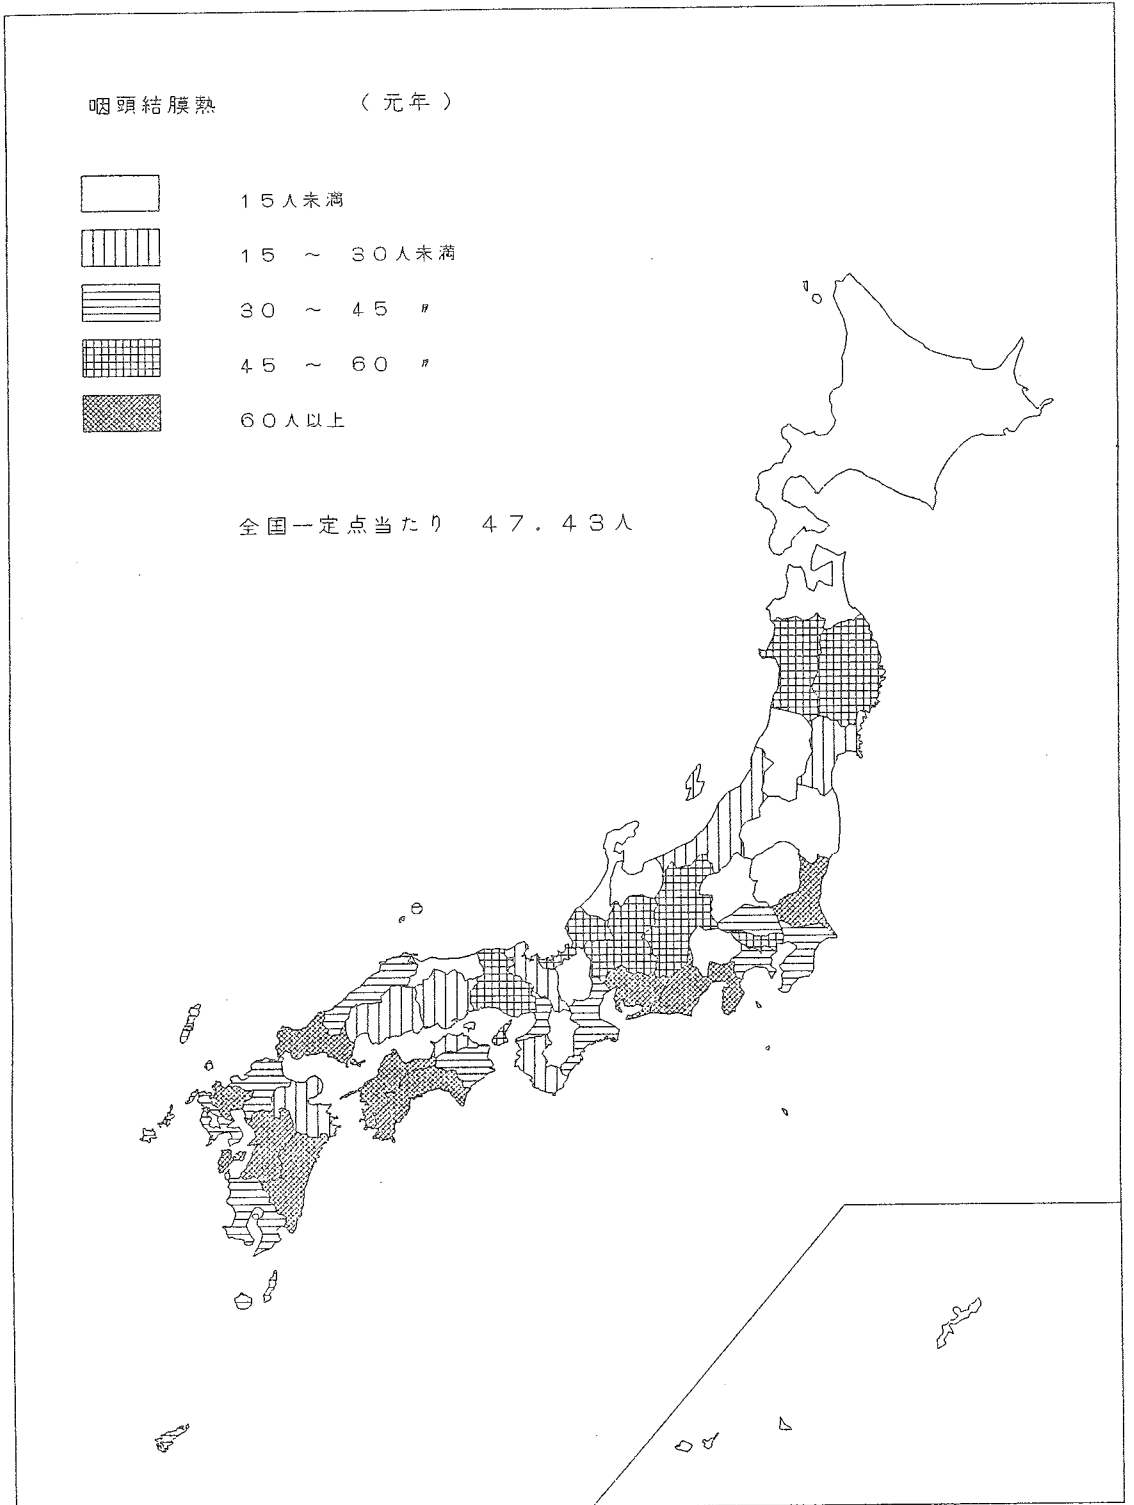 咽頭結膜熱 （元年）
15人未満
15 ～ 30人未満
30 ～ 45 〃
45 ～ 60 〃
60人以上
全国一定点当たり 47.43人